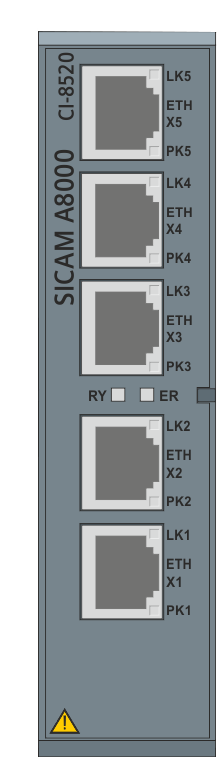 CI-8520
SICAM A8000
LK5
ETH
X5
PK5
LK4
ETH
X4
PK4
LK3
ETH
X3
PK3
RY ER
LK2
ETH
X2
PK2
LK1
ETH
X1
PK1
!